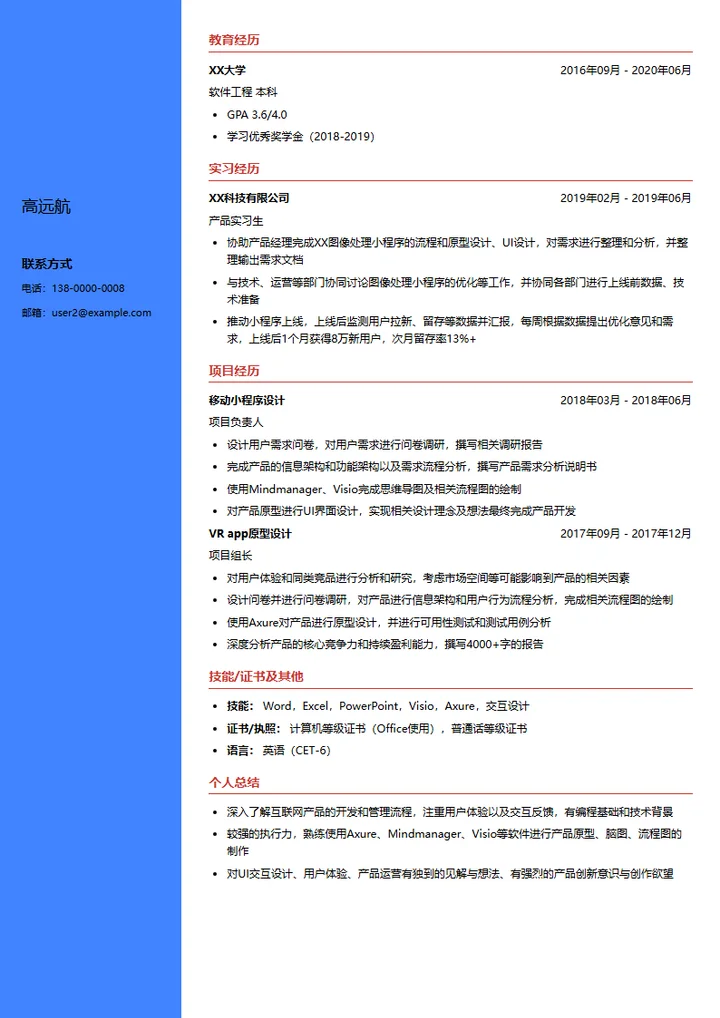 高远航
联系方式
电话：138-0000-0008
邮箱：user2@example.com
教育经历
XX大学 2016年09月 - 2020年06月
软件工程 本科
• GPA 3.6/4.0
• 学习优秀奖学金（2018-2019）
实习经历
XX科技有限公司 2019年02月 - 2019年06月
产品实习生
• 协助产品经理完成XX图像处理小程序的流程和原型设计、UI设计，对需求进行整理和分析，并整
理输出需求文档
• 与技术、运营等部门协同讨论图像处理小程序的优化等工作，并协同各部门进行上线前数据、技
术准备
• 推动小程序上线，上线后监测用户拉新、留存等数据并汇报，每周根据数据提出优化意见和需
求，上线后1个月获得8万新用户，次月留存率13%+
项目经历
移动小程序设计 2018年03月 - 2018年06月
项目负责人
• 设计用户需求问卷，对用户需求进行问卷调研，撰写相关调研报告
• 完成产品的信息架构和功能架构以及需求流程分析，撰写产品需求分析说明书
• 使用Mindmanager、Visio完成思维导图及相关流程图的绘制
• 对产品原型进行UI界面设计，实现相关设计理念及想法最终完成产品开发
VR app原型设计 2017年09月 - 2017年12月
项目组长
• 对用户体验和同类竞品进行分析和研究，考虑市场空间等可能影响到产品的相关因素
• 设计问卷并进行问卷调研，对产品进行信息架构和用户行为流程分析，完成相关流程图的绘制
• 使用Axure对产品进行原型设计，并进行可用性测试和测试用例分析
• 深度分析产品的核心竞争力和持续盈利能力，撰写4000+字的报告
技能/证书及其他
• 技能： Word，Excel，PowerPoint，Visio，Axure，交互设计
• 证书/执照： 计算机等级证书（Office使用），普通话等级证书
• 语言： 英语（CET-6）
个人总结
• 深入了解互联网产品的开发和管理流程，注重用户体验以及交互反馈，有编程基础和技术背景
• 较强的执行力，熟练使用Axure、Mindmanager、Visio等软件进行产品原型、脑图、流程图的
制作
• 对UI交互设计、用户体验、产品运营有独到的见解与想法、有强烈的产品创新意识与创作欲望